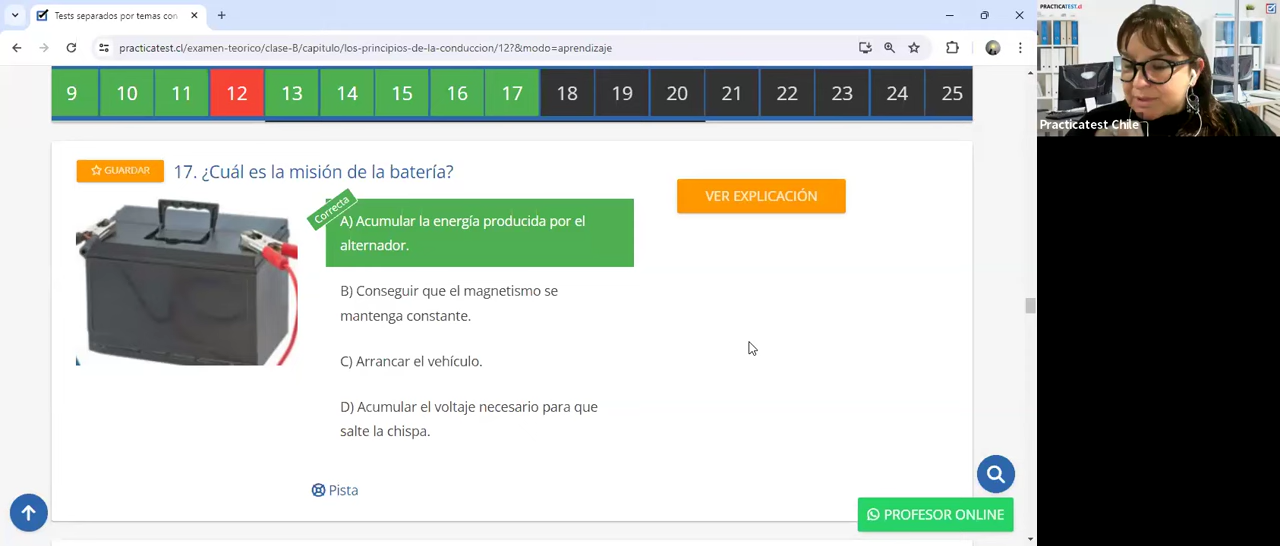 Tests separados por temas con
practicatest.cl/examen-teorico/clase-B/capitulo/los-principios-de-la-conduccion/12?&modo=aprendizaje
PRACTICATEST.cl
Practicatest Chile
9 10 11 12 13 14 15 16 17 18 19 20 21 22 23 24 25
GUARDAR
17. ¿Cuál es la misión de la batería?
VER EXPLICACIÓN
Correcta
A) Acumular la energía producida por el
alternador.
B) Conseguir que el magnetismo se
mantenga constante.
C) Arrancar el vehículo.
D) Acumular el voltaje necesario para que
salte la chispa.
Pista
PROFESOR ONLINE